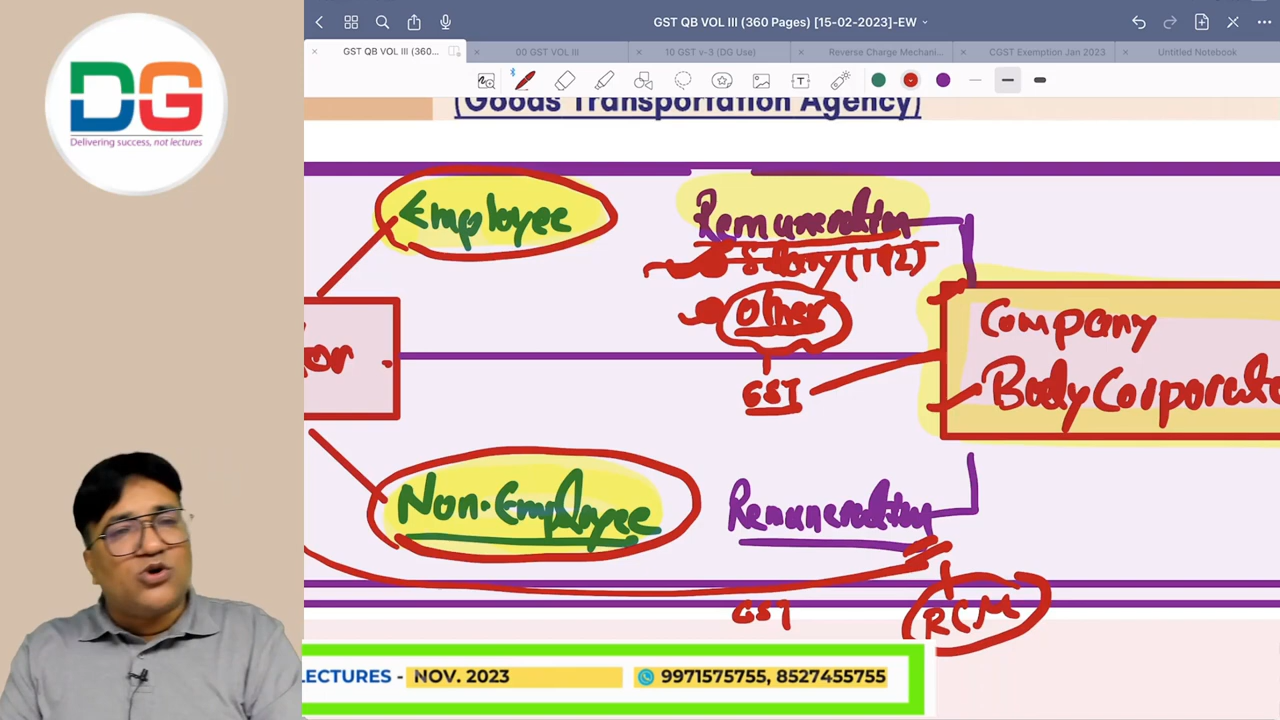 DG
Delivering success, not lectures
GST QB VOL III (360 Pages) [15-02-2023]-EW
GST QB VOL III (360...
00 GST VOL III
10 GST v-3 (DG Use)
Reverse Charge Mechani...
CGST Exemption Jan 2023
Untitled Notebook
(Goods Transportation Agency)
Employee
Remuneration
Salary (192)
other
GST
Company
Body Corporate
Non-Employee
Remuneration
GST
RCM
LECTURES - NOV. 2023
9971575755, 8527455755